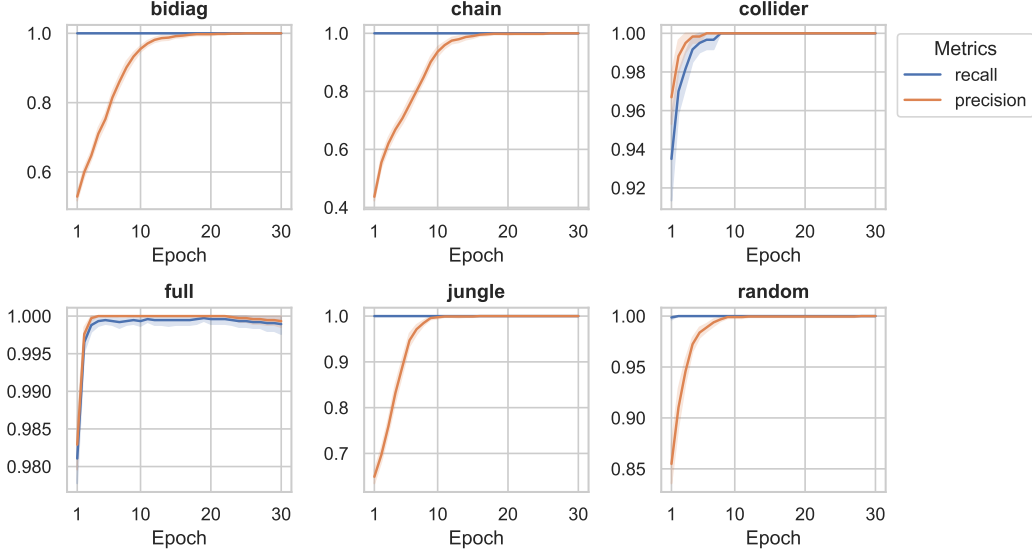 bidiag
chain
collider
1.0
0.8
0.6
1 10 20 30
Epoch
1.0
0.8
0.6
0.4
1 10 20 30
Epoch
1.00
0.98
0.96
0.94
0.92
1 10 20 30
Epoch
Metrics
recall
precision
full
jungle
random
1.000
0.995
0.990
0.985
0.980
1 10 20 30
Epoch
1.0
0.9
0.8
0.7
1 10 20 30
Epoch
1.00
0.95
0.90
0.85
1 10 20 30
Epoch